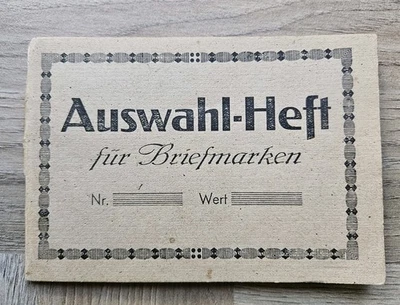 Auswahl-Heft
für Briefmarken
Nr. Wert